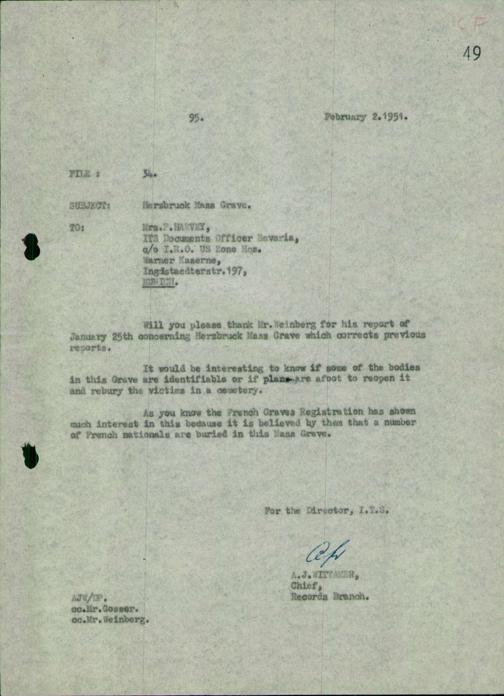 49
95.
February 2.1951.
FILE : 34.
SUBJECT: Hersbruck Mass Grave.
TO: Mrs.P.HARVEY,
ITS Documents Officer Bavaria,
c/o I.R.O. US Zone Hqs.
Warner Kaserne,
Ingolstaedterstr.197,
MUNICH.
Will you please thank Mr.Weinberg for his report of
January 25th concerning Hersbruck Mass Grave which corrects previous
reports.
It would be interesting to know if some of the bodies
in this Grave are identifiable or if plans are afoot to reopen it
and rebury the victims in a cemetery.
As you know the French Graves Registration has shown
much interest in this because it is believed by them that a number
of French nationals are buried in this Mass Grave.
For the Director, I.T.S.
A.J.WITTAMER,
Chief,
Records Branch.
AJW/
cc.Mr.Gosser.
cc.Mr.Weinberg.